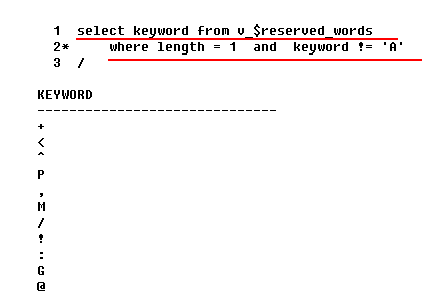 1 select keyword from v_$reserved_words
2* where length = 1 and keyword != 'A'
3 /
KEYWORD
------------------------------
+
<
^
P
,
M
/
!
:
G
@